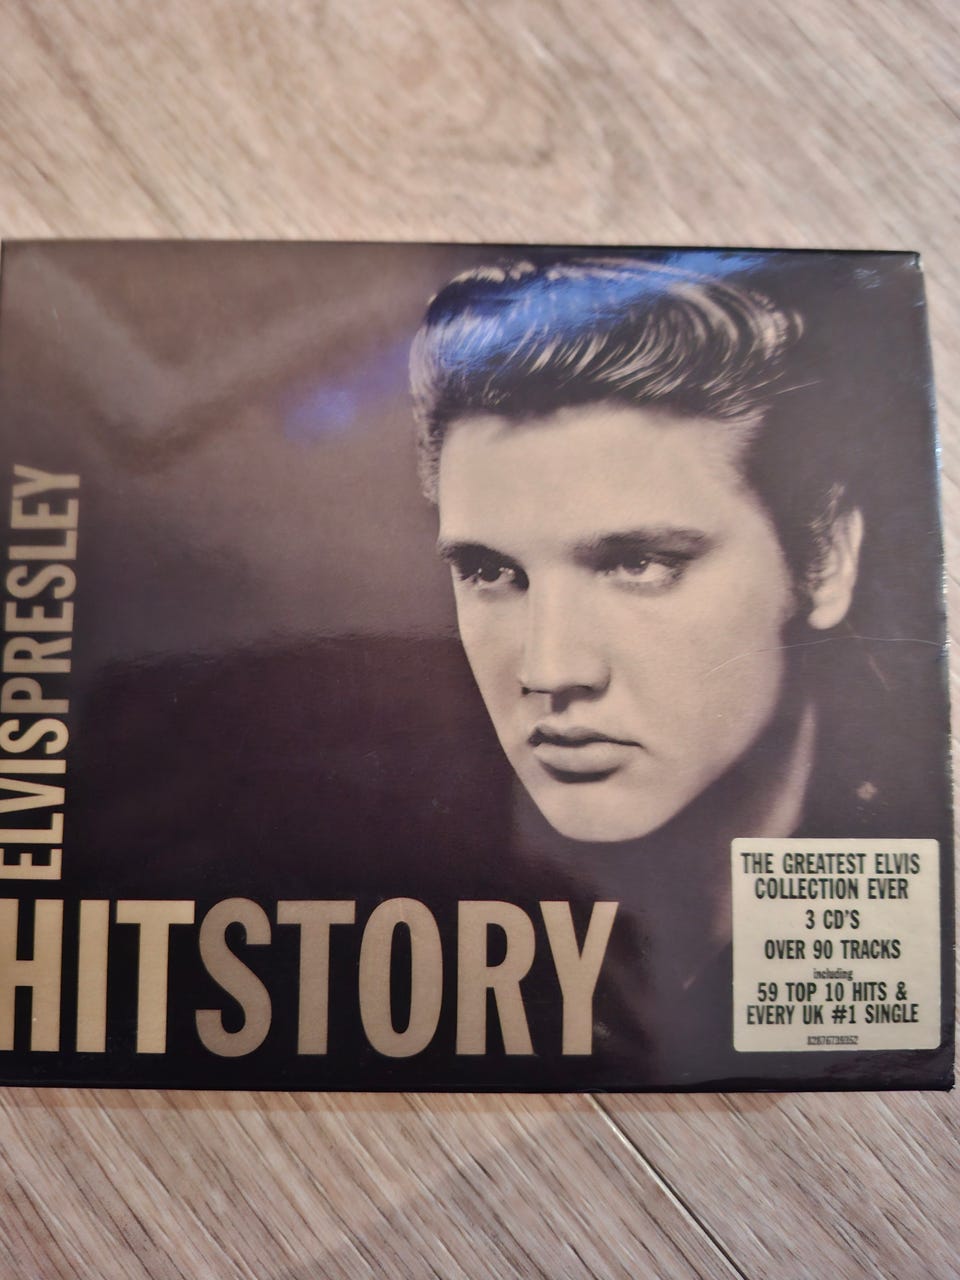 ELVISPRESLEY
HITSTORY
THE GREATEST ELVIS
COLLECTION EVER
3 CD'S
OVER 90 TRACKS
including
59 TOP 10 HITS &
EVERY UK #1 SINGLE